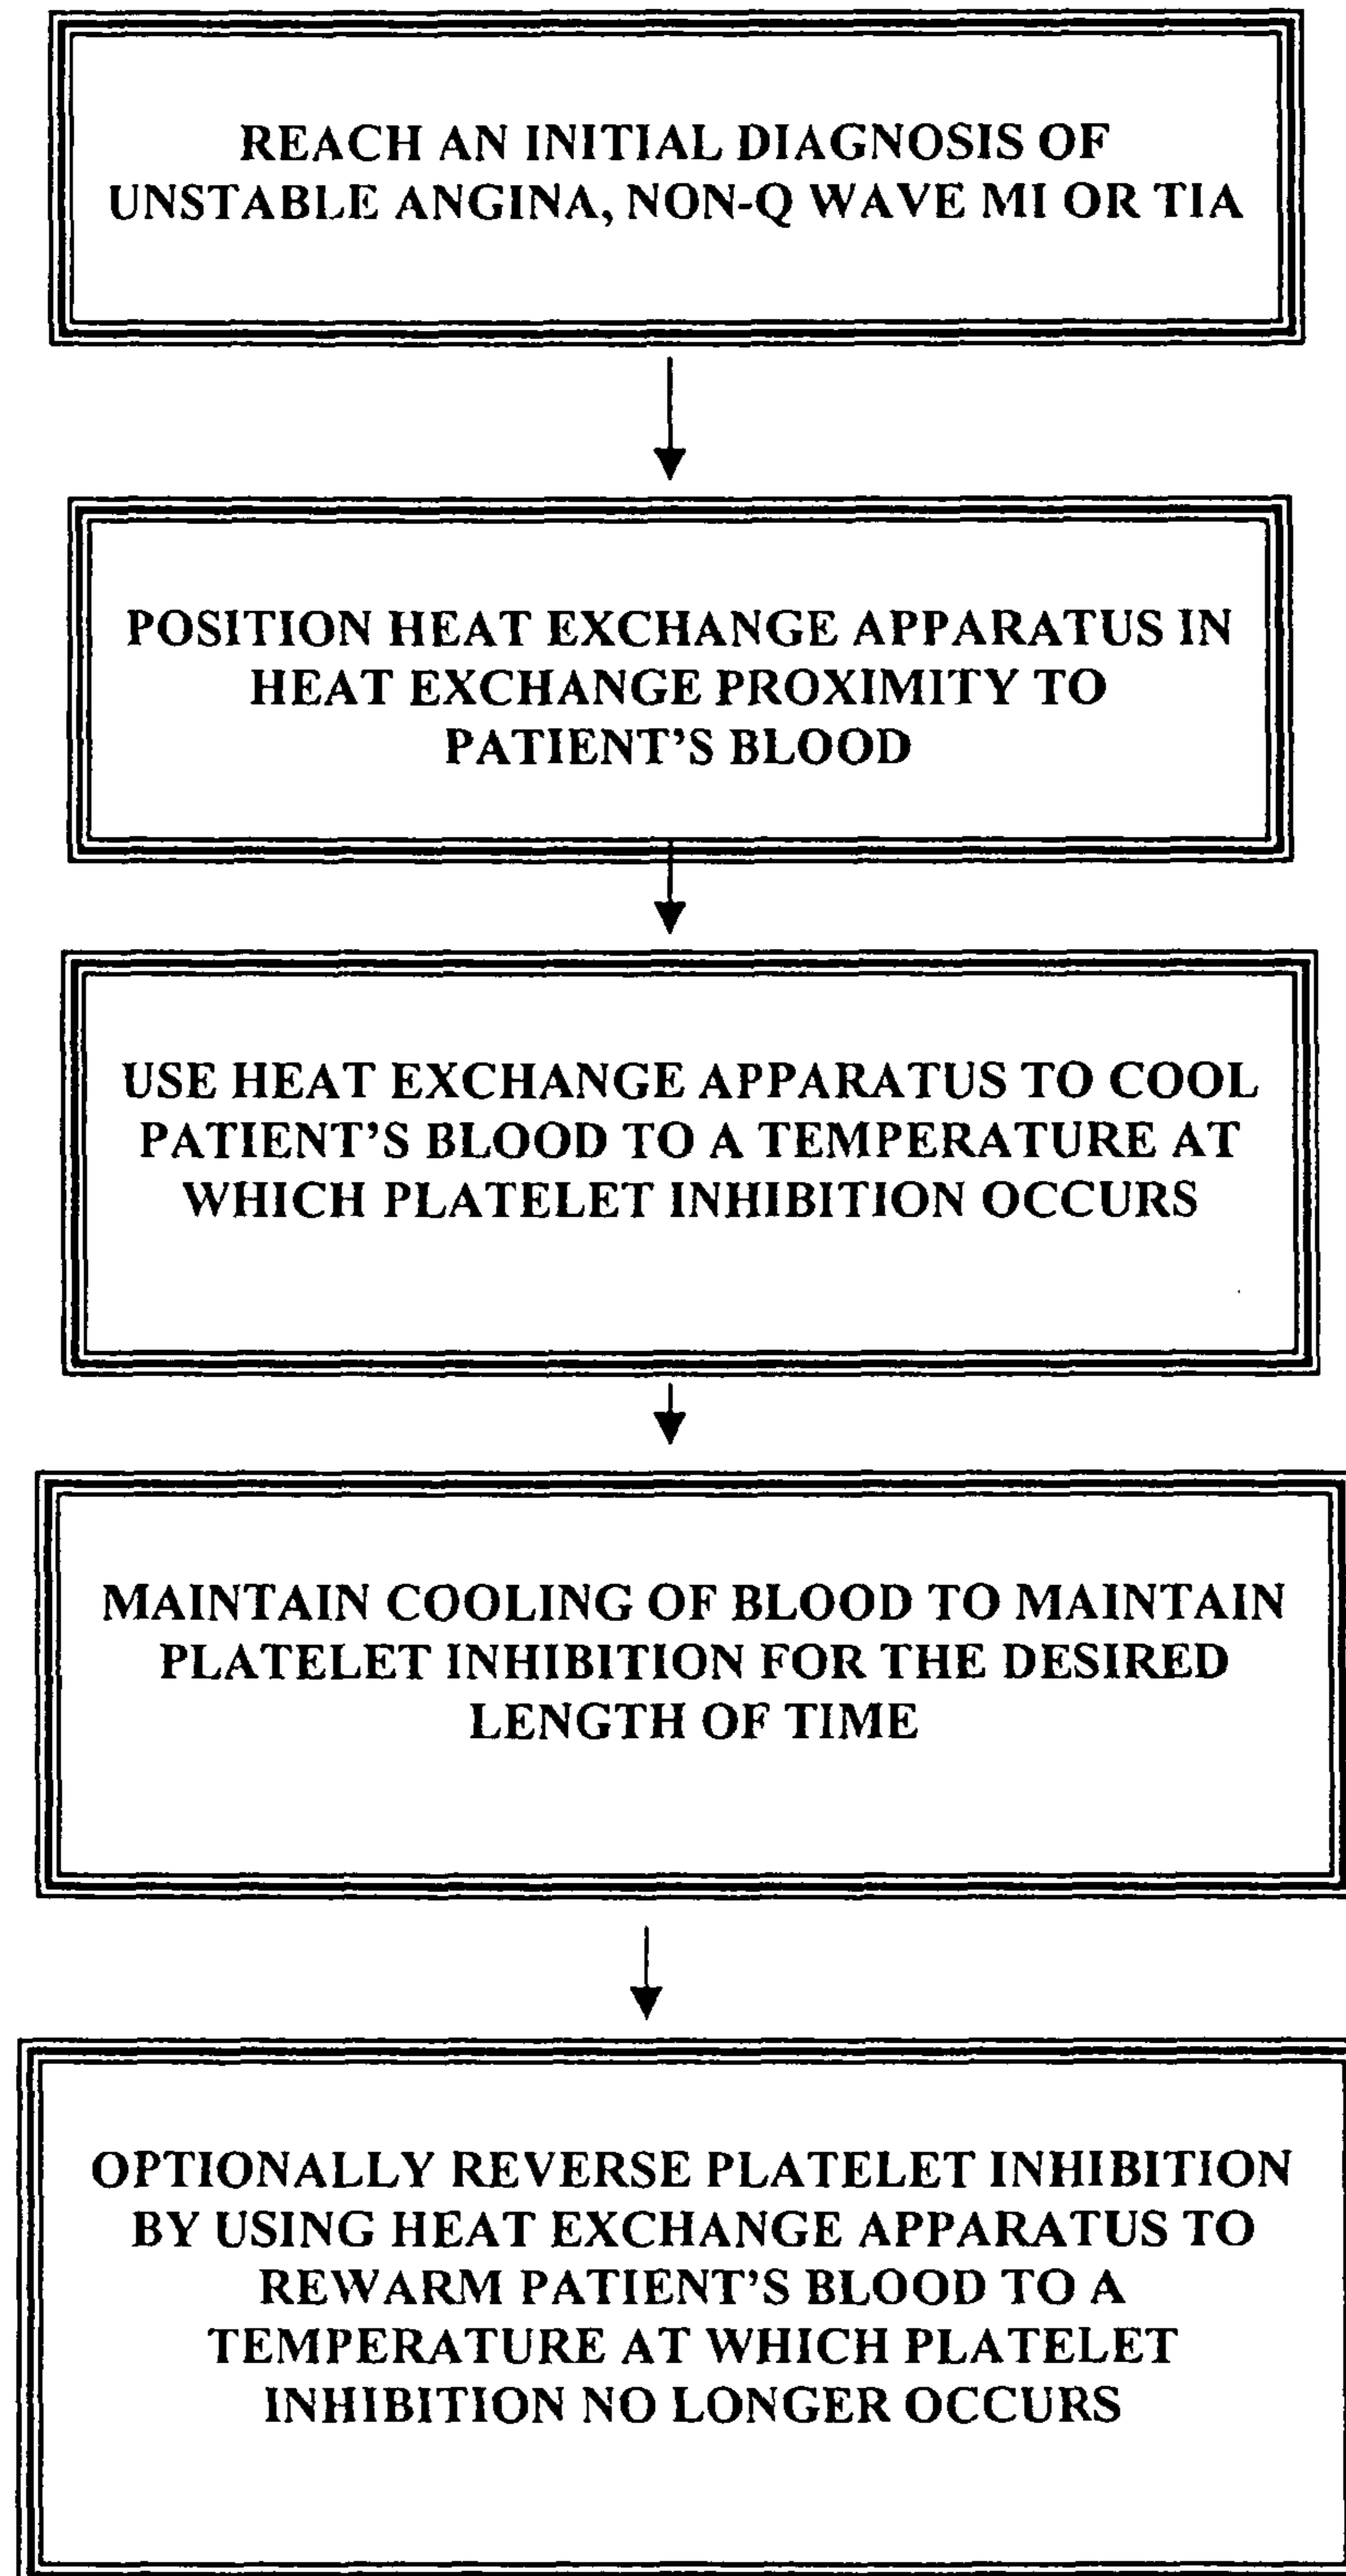 REACH AN INITIAL DIAGNOSIS OF
UNSTABLE ANGINA, NON-Q WAVE MI OR TIA
POSITION HEAT EXCHANGE APPARATUS IN
HEAT EXCHANGE PROXIMITY TO
PATIENT'S BLOOD
USE HEAT EXCHANGE APPARATUS TO COOL
PATIENT'S BLOOD TO A TEMPERATURE AT
WHICH PLATELET INHIBITION OCCURS
MAINTAIN COOLING OF BLOOD TO MAINTAIN
PLATELET INHIBITION FOR THE DESIRED
LENGTH OF TIME
OPTIONALLY REVERSE PLATELET INHIBITION
BY USING HEAT EXCHANGE APPARATUS TO
REWARM PATIENT'S BLOOD TO A
TEMPERATURE AT WHICH PLATELET
INHIBITION NO LONGER OCCURS